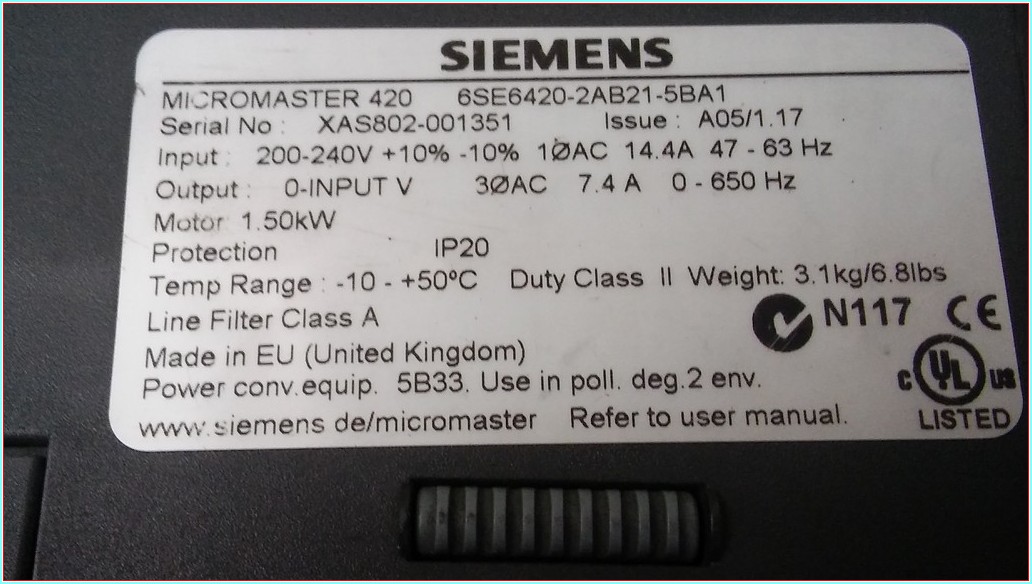 SIEMENS
MICROMASTER 420 6SE6420-2AB21-5BA1
Serial No : XAS802-001351 Issue : A05/1.17
Input : 200-240V +10% -10% 1ØAC 14.4A 47 - 63 Hz
Output : 0-INPUT V 3ØAC 7.4 A 0 - 650 Hz
Motor 1.50kW
Protection IP20
Temp Range : -10 - +50ºC Duty Class II Weight: 3.1kg/6.8lbs
Line Filter Class A
N117 CE
Made in EU (United Kingdom)
Power conv.equip. 5B33. Use in poll. deg.2 env.
C UL US
www.siemens de/micromaster Refer to user manual.
LISTED